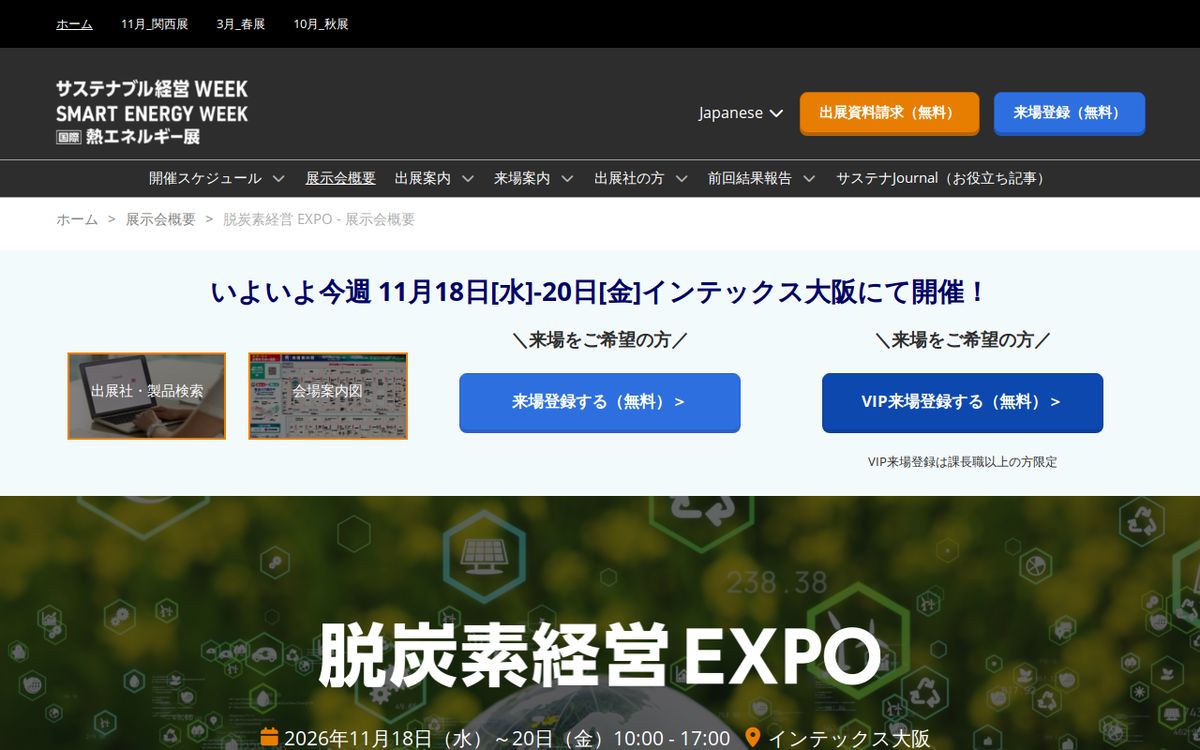 ホーム 11月_関西展 3月_春展 10月_秋展
サステナブル経営 WEEK
SMART ENERGY WEEK
国際 熱エネルギー展
Japanese 出展資料請求（無料） 来場登録（無料）
開催スケジュール 展示会概要 出展案内 来場案内 出展社の方 前回結果報告 サステナJournal（お役立ち記事）
ホーム > 展示会概要 > 脱炭素経営 EXPO - 展示会概要
いよいよ今週 11月18日[水]-20日[金]インテックス大阪にて開催！
＼来場をご希望の方／ ＼来場をご希望の方／
出展社・製品検索 会場案内図
来場登録する（無料）＞ VIP来場登録する（無料）＞
VIP来場登録は課長職以上の方限定
238.38
脱炭素経営 EXPO
2026年11月18日（水）～20日（金）10:00 - 17:00 インテックス大阪